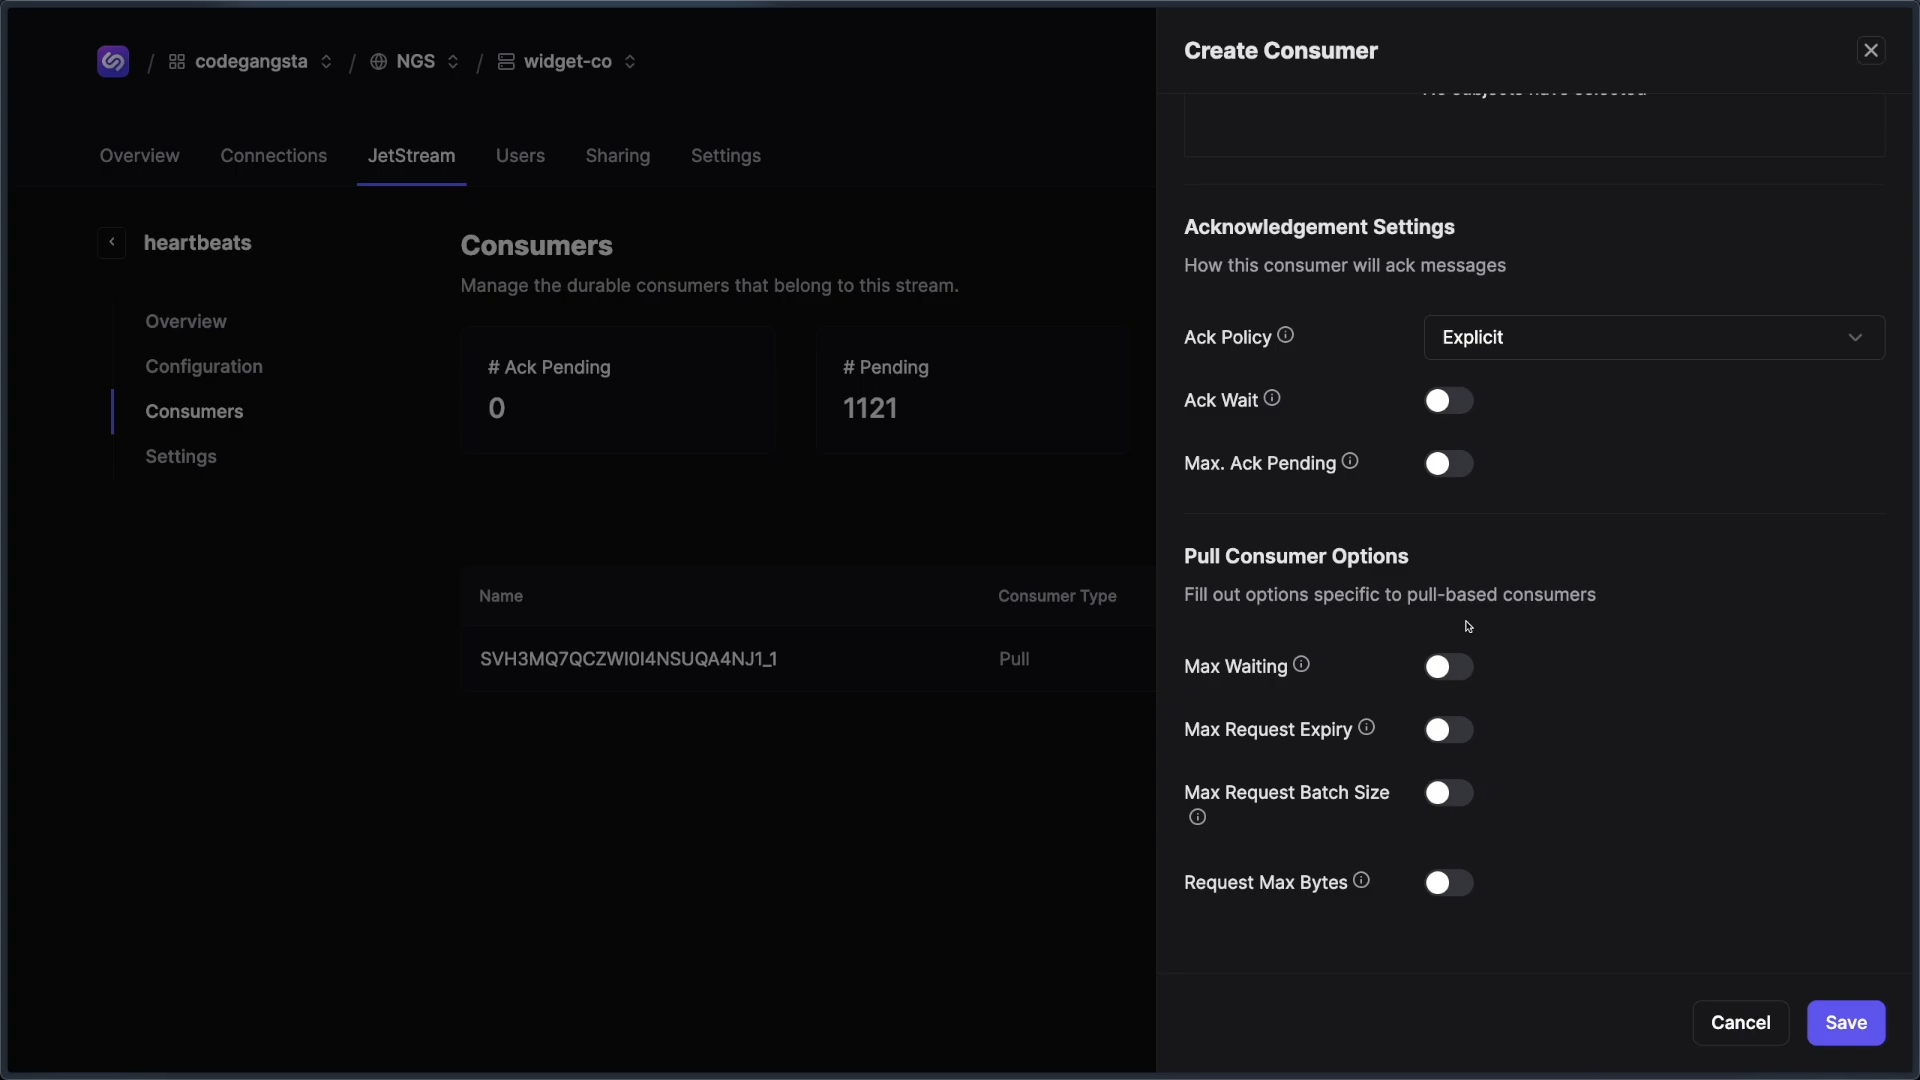 / codegangsta / NGS / widget-co
Overview Connections JetStream Users Sharing Settings
heartbeats
Overview
Configuration
Consumers
Settings
Consumers
Manage the durable consumers that belong to this stream.
# Ack Pending
0
# Pending
1121
Name Consumer Type
SVH3MQ7QCZWI0I4NSUQA4NJ1_1 Pull
Create Consumer
Acknowledgement Settings
How this consumer will ack messages
Ack Policy Explicit
Ack Wait
Max. Ack Pending
Pull Consumer Options
Fill out options specific to pull-based consumers
Max Waiting
Max Request Expiry
Max Request Batch Size
Request Max Bytes
Cancel Save